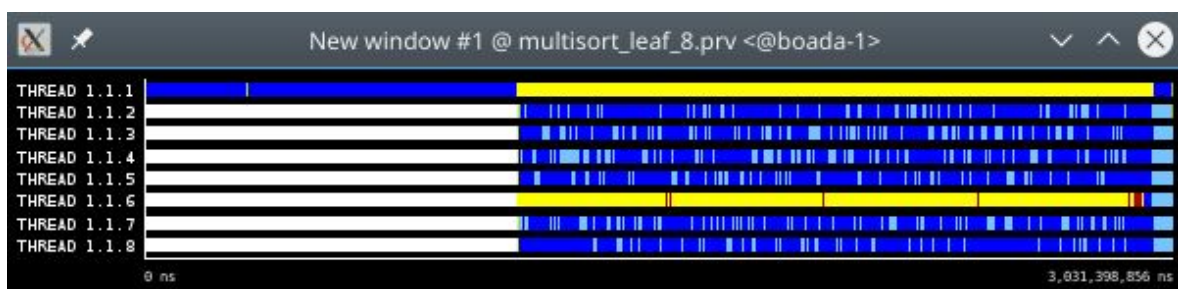 New window #1 @ multisort_leaf_8.prv <@boada-1>
THREAD 1.1.1
THREAD 1.1.2
THREAD 1.1.3
THREAD 1.1.4
THREAD 1.1.5
THREAD 1.1.6
THREAD 1.1.7
THREAD 1.1.8
0 ns 3,031,398,856 ns